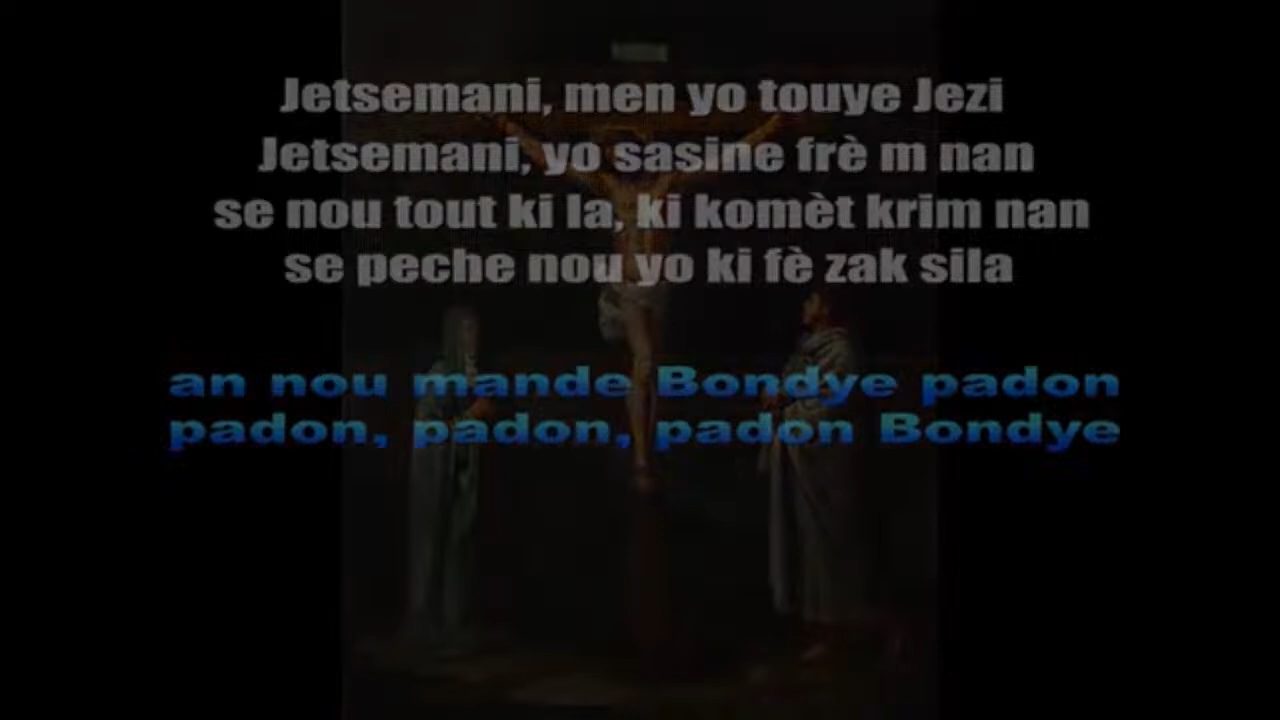 Jetsemani, men yo touye Jezi
Jetsemani, yo sasine frè m nan
se nou tout ki la, ki komèt krim nan
se peche nou yo ki fè zak sila
an nou mande Bondye padon
padon, padon, padon Bondye